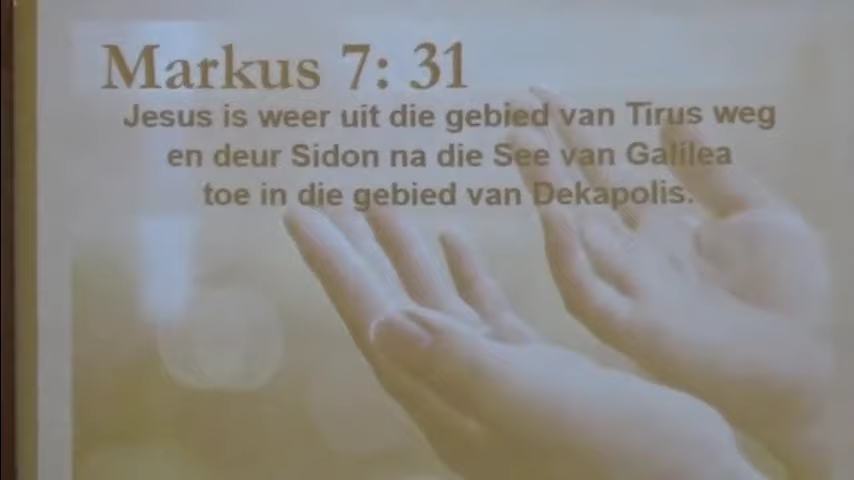 Markus 7: 31
Jesus is weer uit die gebied van Tirus weg
en deur Sidon na die See van Galilea
toe in die gebied van Dekapolis.